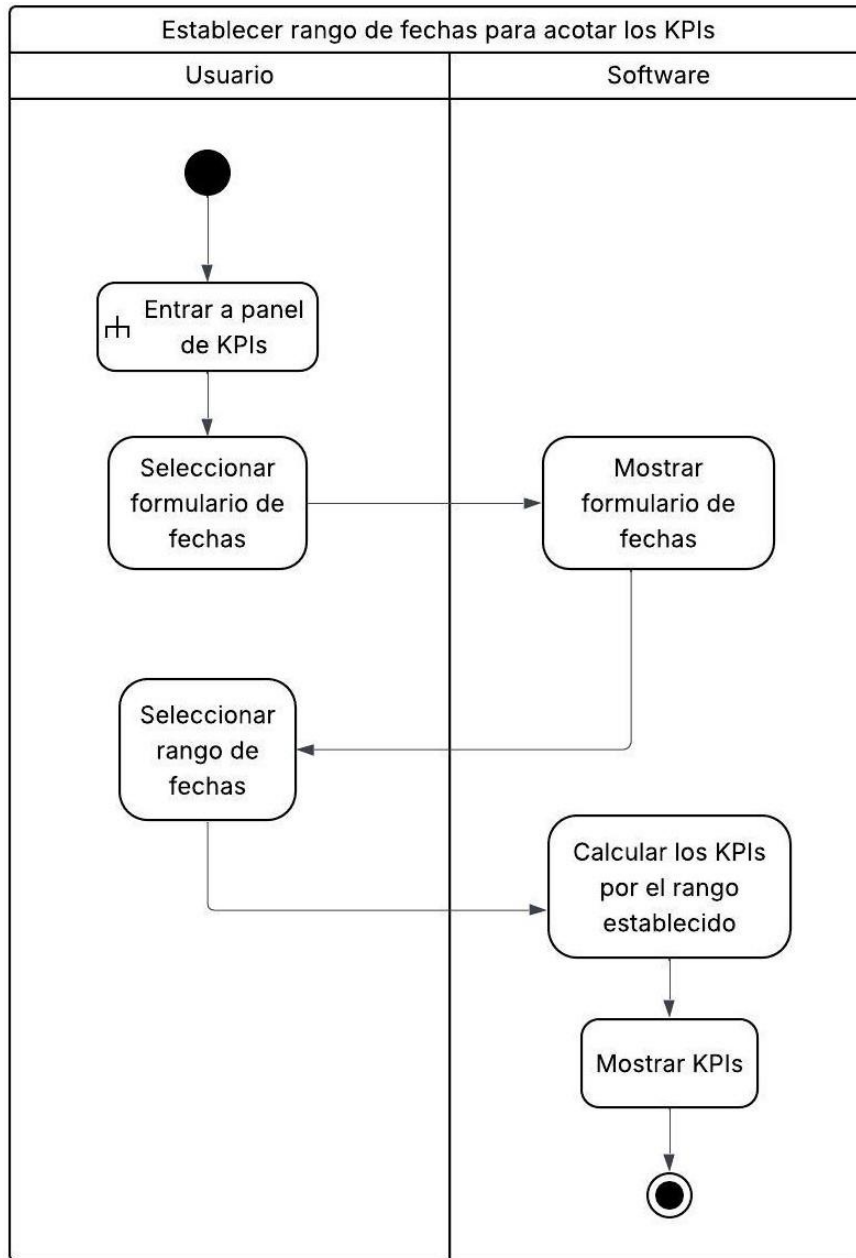 Establecer rango de fechas para acotar los KPIs
Usuario
Software
Entrar a panel
de KPIs
Seleccionar
formulario de
fechas
Mostrar
formulario de
fechas
Seleccionar
rango de
fechas
Calcular los KPIs
por el rango
establecido
Mostrar KPIs